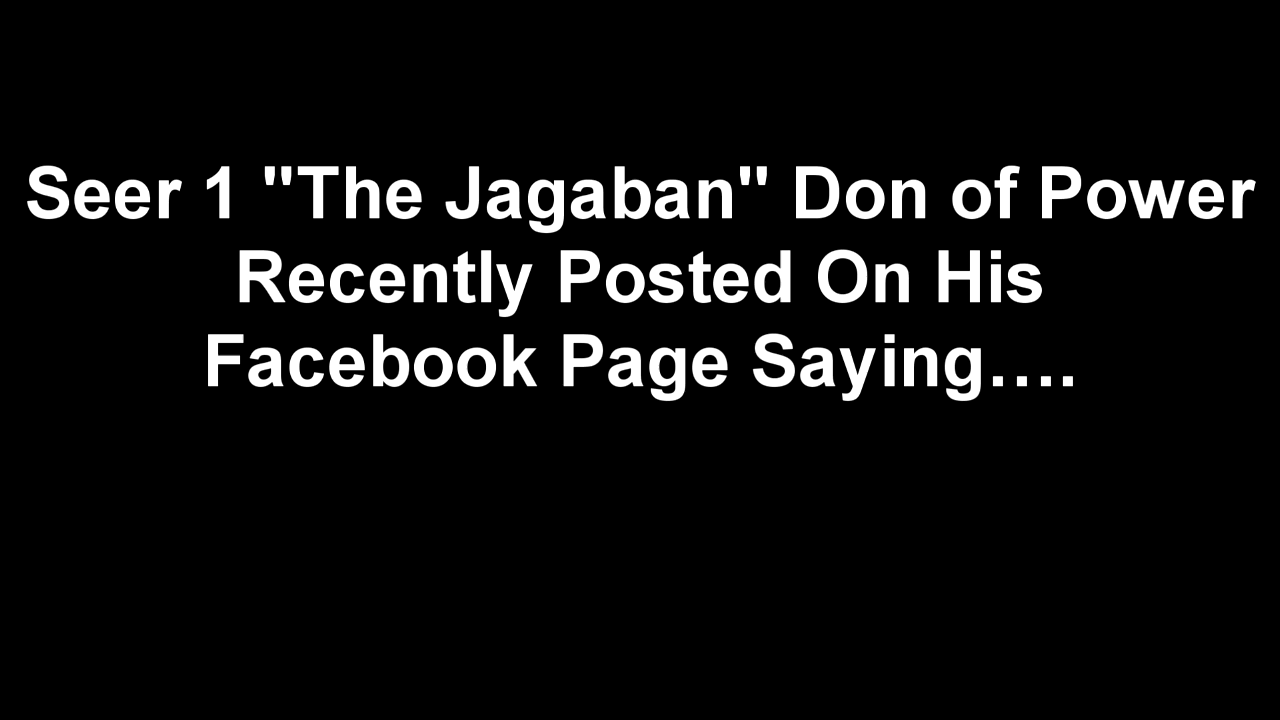 Seer 1 "The Jagaban" Don of Power
Recently Posted On His
Facebook Page Saying….